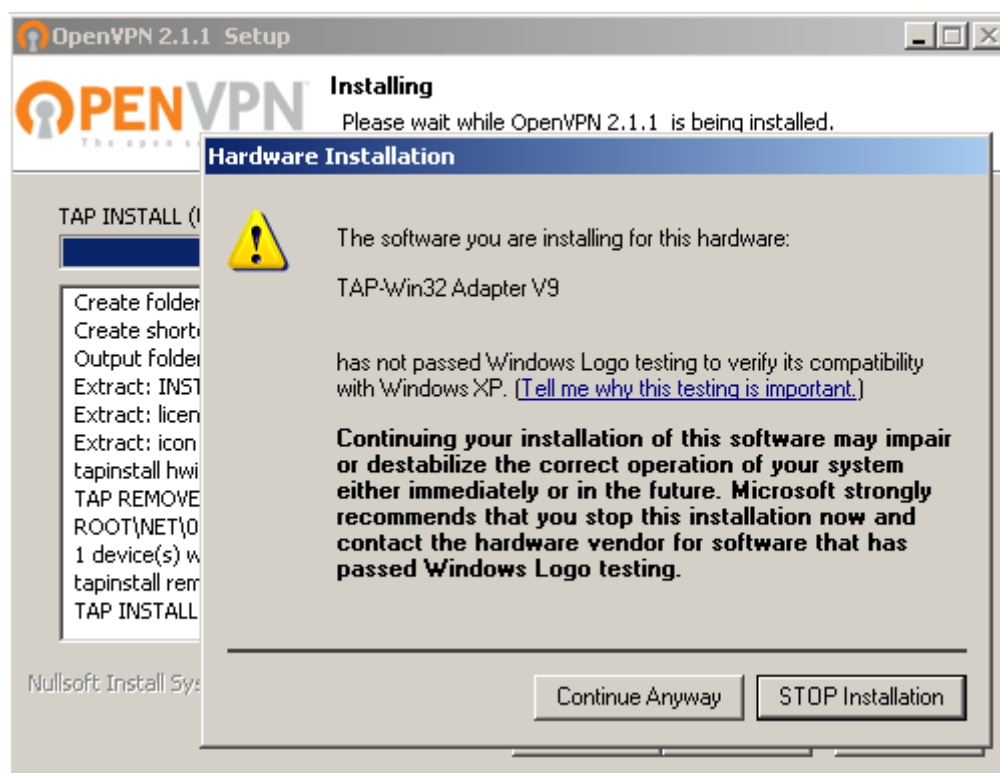 OpenVPN 2.1.1 Setup
OPENVPN
The open s
Installing
Please wait while OpenVPN 2.1.1 is being installed.
Hardware Installation
TAP INSTALL (
The software you are installing for this hardware:
TAP-Win32 Adapter V9
has not passed Windows Logo testing to verify its compatibility
with Windows XP. (Tell me why this testing is important.)
Continuing your installation of this software may impair
or destabilize the correct operation of your system
either immediately or in the future. Microsoft strongly
recommends that you stop this installation now and
contact the hardware vendor for software that has
passed Windows Logo testing.
Create folder
Create short
Output folder
Extract: INST
Extract: licen
Extract: icon
tapinstall hwi
TAP REMOVE
ROOT\NET\0
1 device(s) w
tapinstall rem
TAP INSTALL
Nullsoft Install Sys
Continue Anyway
STOP Installation